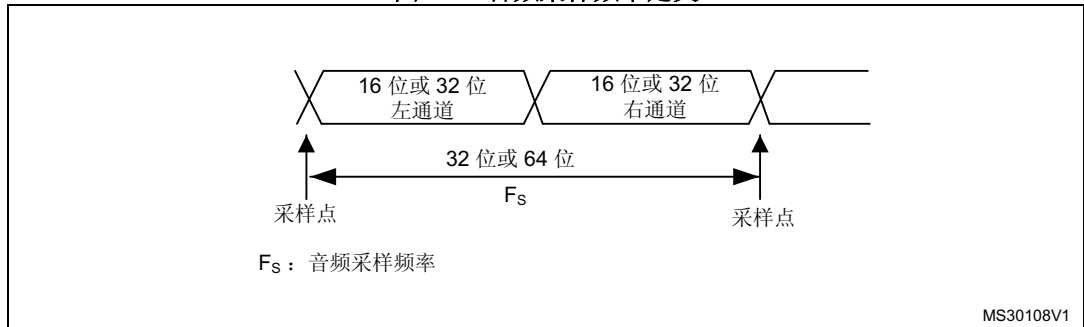 16 位或 32 位
左通道
16 位或 32 位
右通道
32 位或 64 位
FS
采样点
采样点
FS： 音频采样频率
MS30108V1